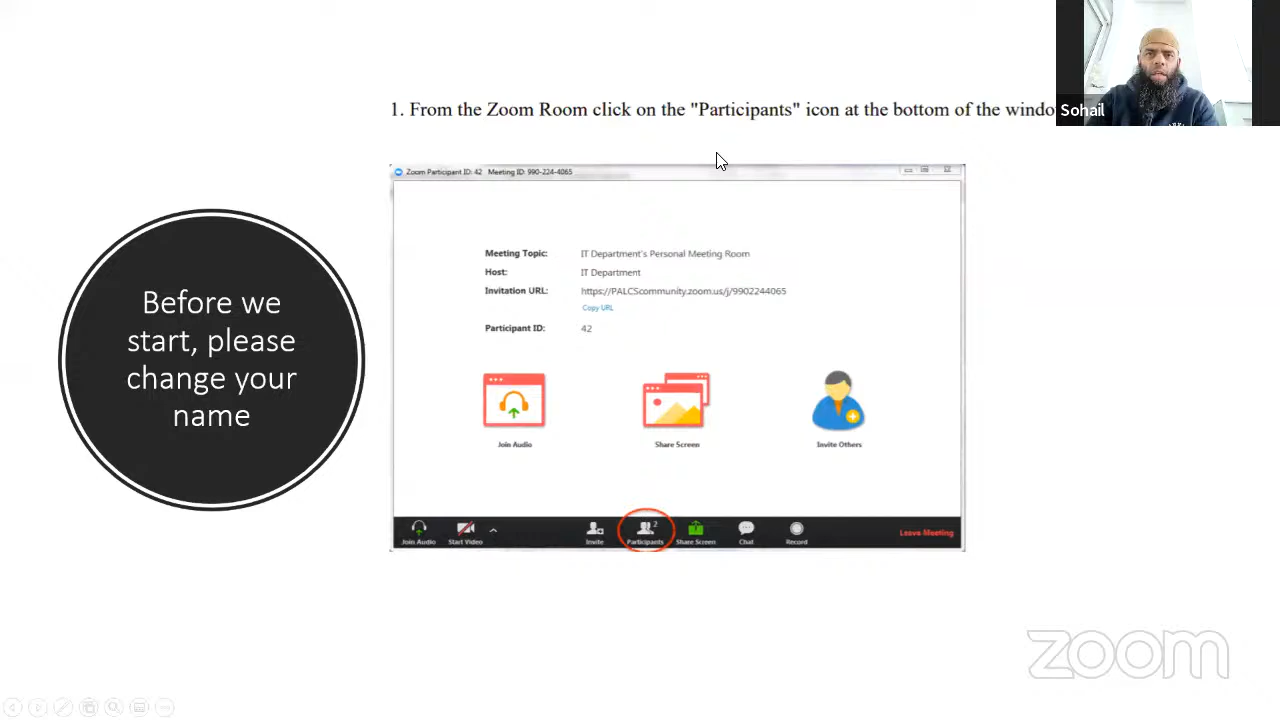 1. From the Zoom Room click on the "Participants" icon at the bottom of the
Sohail
Zoom Participant ID: 42 Meeting ID: 990-224-4065
Before we
start, please
change your
name
Meeting Topic: IT Department's Personal Meeting Room
Host: IT Department
Invitation URL: https://PALCScommunity.zoom.us/j/9902244065
Copy URL
Participant ID: 42
Join Audio Share Screen Invite Others
2
Join Audio Start Video Invite Participants Share Screen Chat Record Leave Meeting
zoom